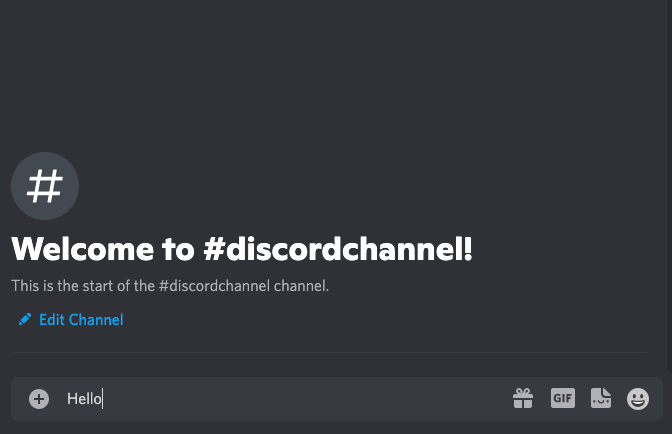 #
Welcome to #discordchannel!
This is the start of the #discordchannel channel.
Edit Channel
Hello
GIF